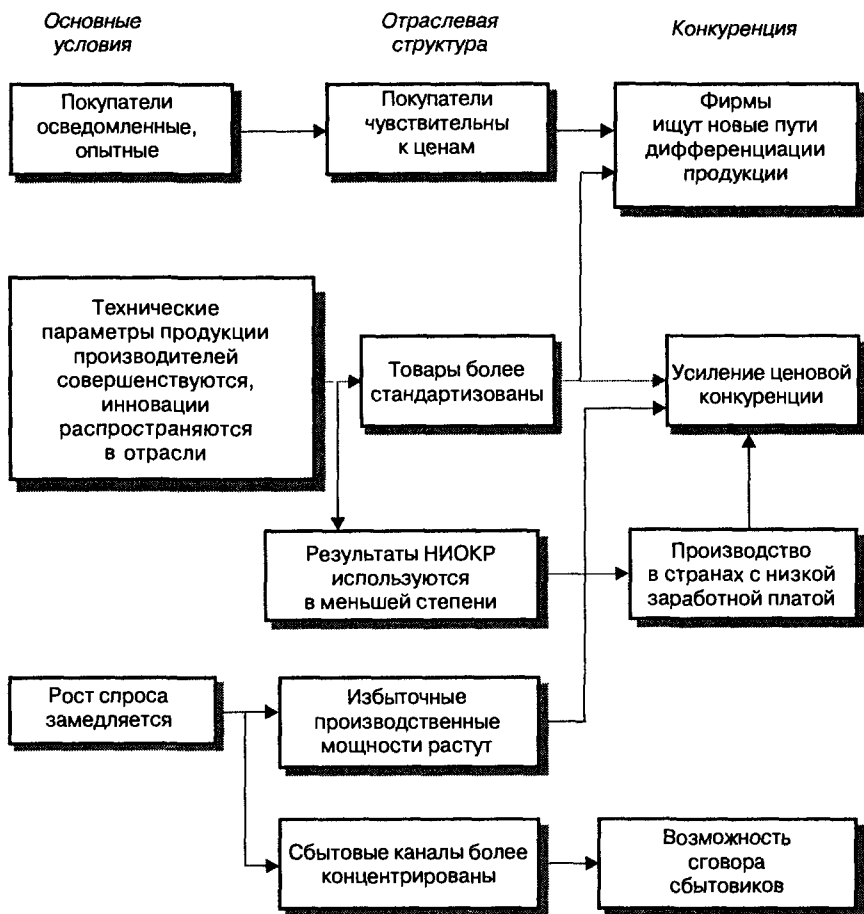 Основные
условия
Отраслевая
структура
Конкуренция
Покупатели
осведомленные,
опытные
Покупатели
чувствительны
к ценам
Фирмы
ищут новые пути
дифференциации
продукции
Технические
параметры продукции
производителей
совершенствуются,
инновации
распространяются
в отрасли
Товары более
стандартизованы
Усиление ценовой
конкуренции
Результаты НИОКР
используются
в меньшей степени
Производство
в странах с низкой
заработной платой
Рост спроса
замедляется
Избыточные
производственные
мощности растут
Сбытовые каналы более
концентрированы
Возможность
сговора
сбытовиков